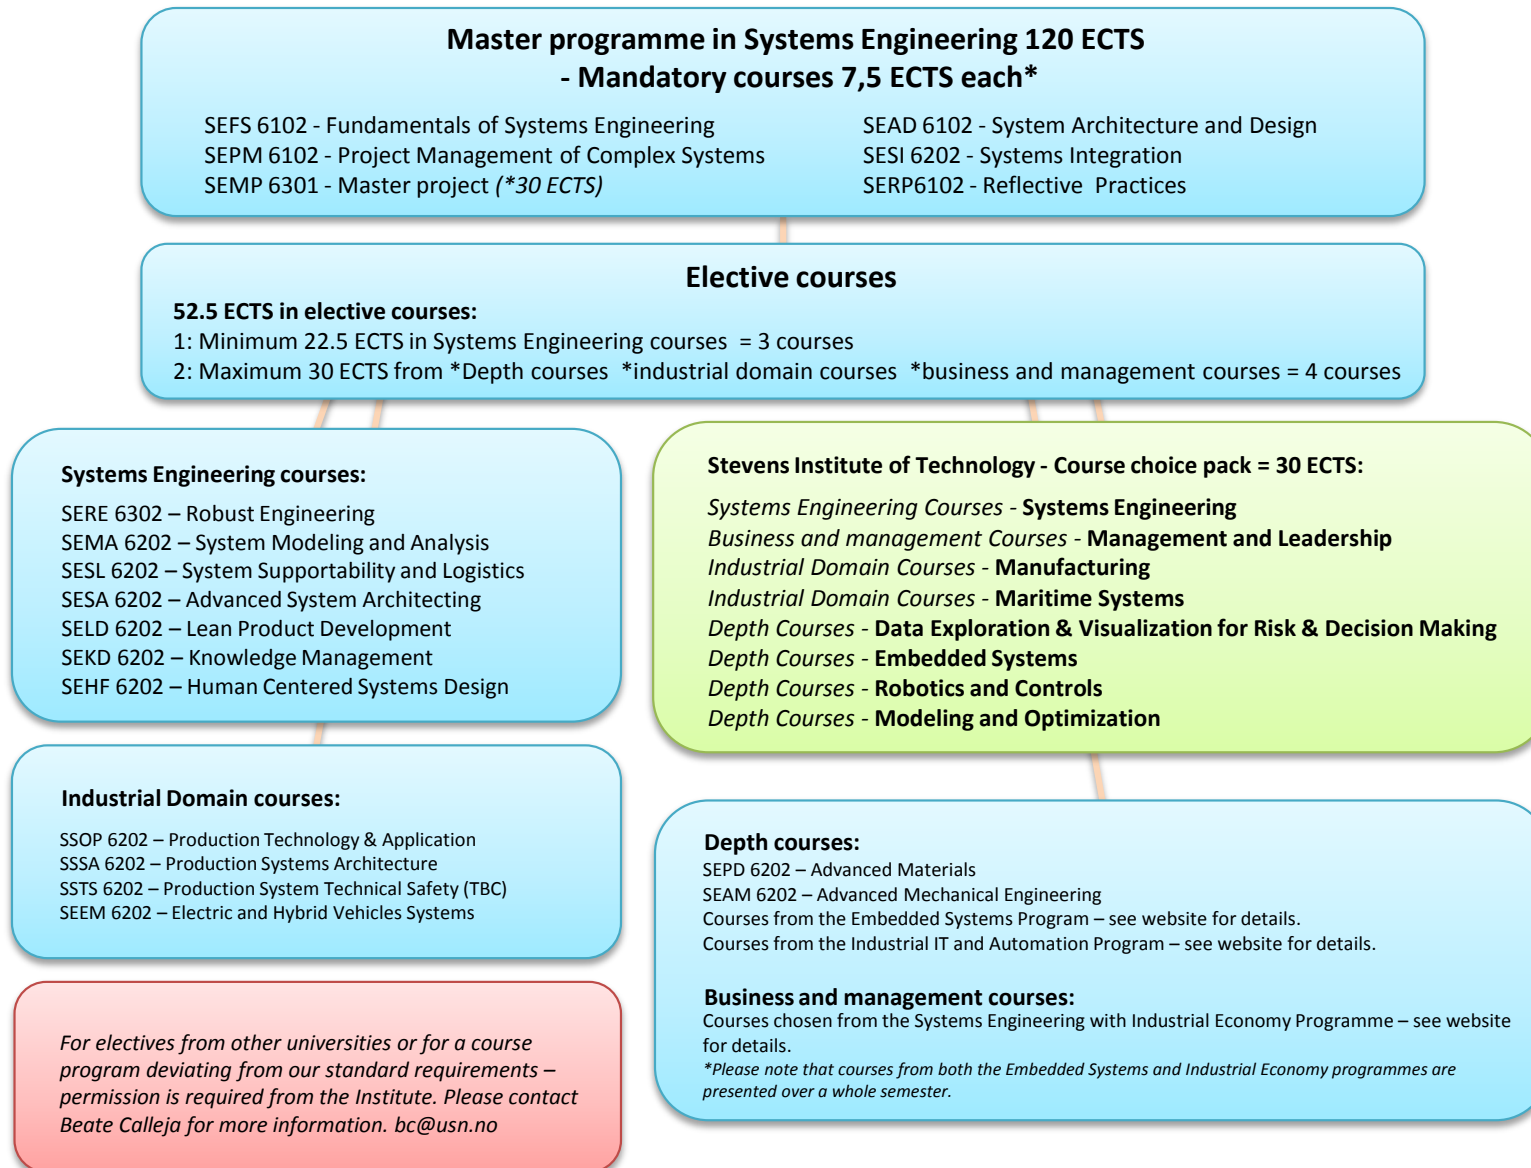 Master programme in Systems Engineering 120 ECTS
- Mandatory courses 7,5 ECTS each*
SEFS 6102 - Fundamentals of Systems Engineering
SEPM 6102 - Project Management of Complex Systems
SEMP 6301 - Master project (*30 ECTS)
SEAD 6102 - System Architecture and Design
SESI 6202 - Systems Integration
SERP6102 - Reflective  Practices
Elective courses
52.5 ECTS in elective courses:
1: Minimum 22.5 ECTS in Systems Engineering courses  = 3 courses
2: Maximum 30 ECTS from *Depth courses  *industrial domain courses  *business and management courses = 4 courses
Systems Engineering courses:
SERE 6302 – Robust Engineering
SEMA 6202 – System Modeling and Analysis
SESL 6202 – System Supportability and Logistics
SESA 6202 – Advanced System Architecting
SELD 6202 – Lean Product Development
SEKD 6202 – Knowledge Management
SEHF 6202 – Human Centered Systems Design
Stevens Institute of Technology - Course choice pack = 30 ECTS:
Systems Engineering Courses - Systems Engineering
Business and management Courses - Management and Leadership
Industrial Domain Courses - Manufacturing
Industrial Domain Courses - Maritime Systems
Depth Courses - Data Exploration & Visualization for Risk & Decision Making
Depth Courses - Embedded Systems
Depth Courses - Robotics and Controls
Depth Courses - Modeling and Optimization
Industrial Domain courses:
SSOP 6202 – Production Technology & Application
SSSA 6202 – Production Systems Architecture
SSTS 6202 – Production System Technical Safety (TBC)
SEEM 6202 – Electric and Hybrid Vehicles Systems
Depth courses:
SEPD 6202 – Advanced Materials
SEAM 6202 – Advanced Mechanical Engineering
Courses from the Embedded Systems Program – see website for details.
Courses from the Industrial IT and Automation Program – see website for details.
Business and management courses:
Courses chosen from the Systems Engineering with Industrial Economy Programme – see website
for details.
*Please note that courses from both the Embedded Systems and Industrial Economy programmes are
presented over a whole semester.
For electives from other universities or for a course
program deviating from our standard requirements –
permission is required from the Institute. Please contact
Beate Calleja for more information. bc@usn.no